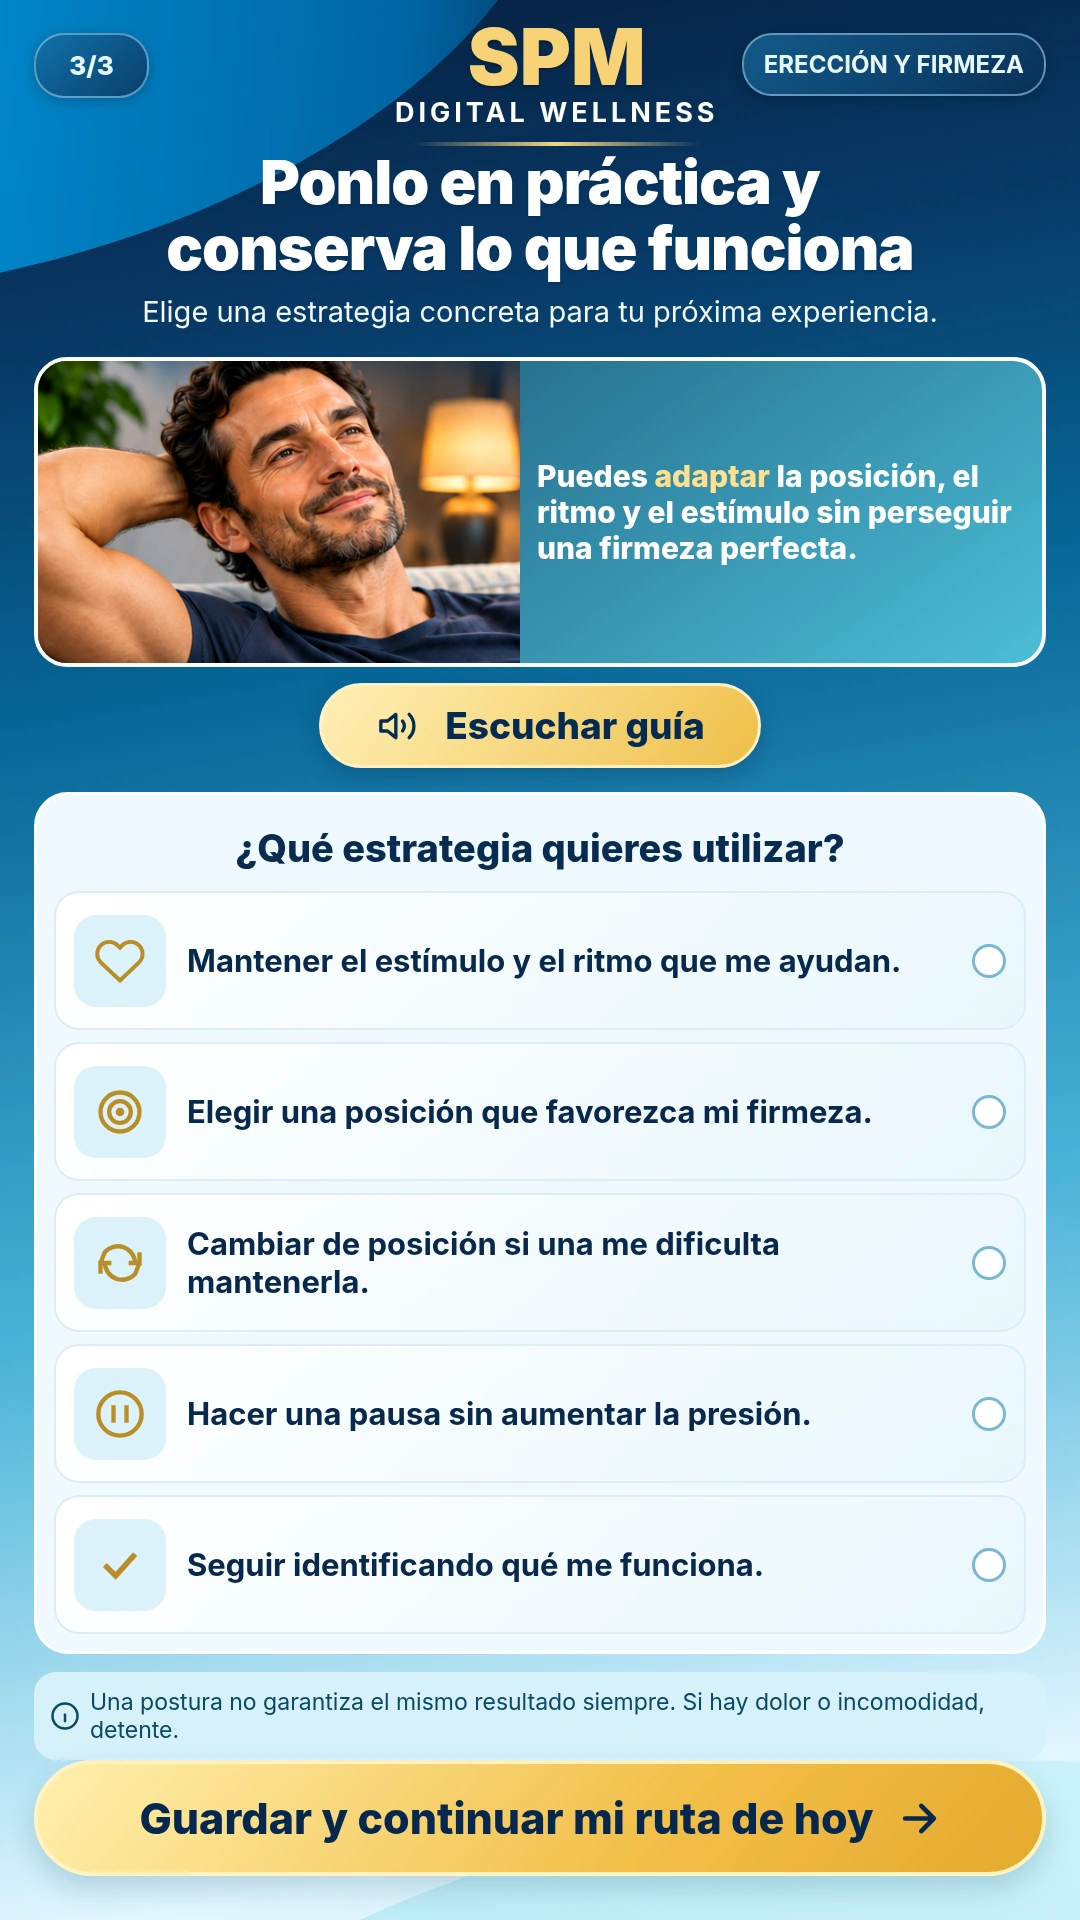 3/3
SPM
DIGITAL WELLNESS
ERECCIÓN Y FIRMEZA
Ponlo en práctica y
conserva lo que funciona
Elige una estrategia concreta para tu próxima experiencia.
Puedes adaptar la posición, el
ritmo y el estímulo sin perseguir
una firmeza perfecta.
Escuchar guía
¿Qué estrategia quieres utilizar?
Mantener el estímulo y el ritmo que me ayudan.
Elegir una posición que favorezca mi firmeza.
Cambiar de posición si una me dificulta
mantenerla.
Hacer una pausa sin aumentar la presión.
Seguir identificando qué me funciona.
Una postura no garantiza el mismo resultado siempre. Si hay dolor o incomodidad,
detente.
Guardar y continuar mi ruta de hoy